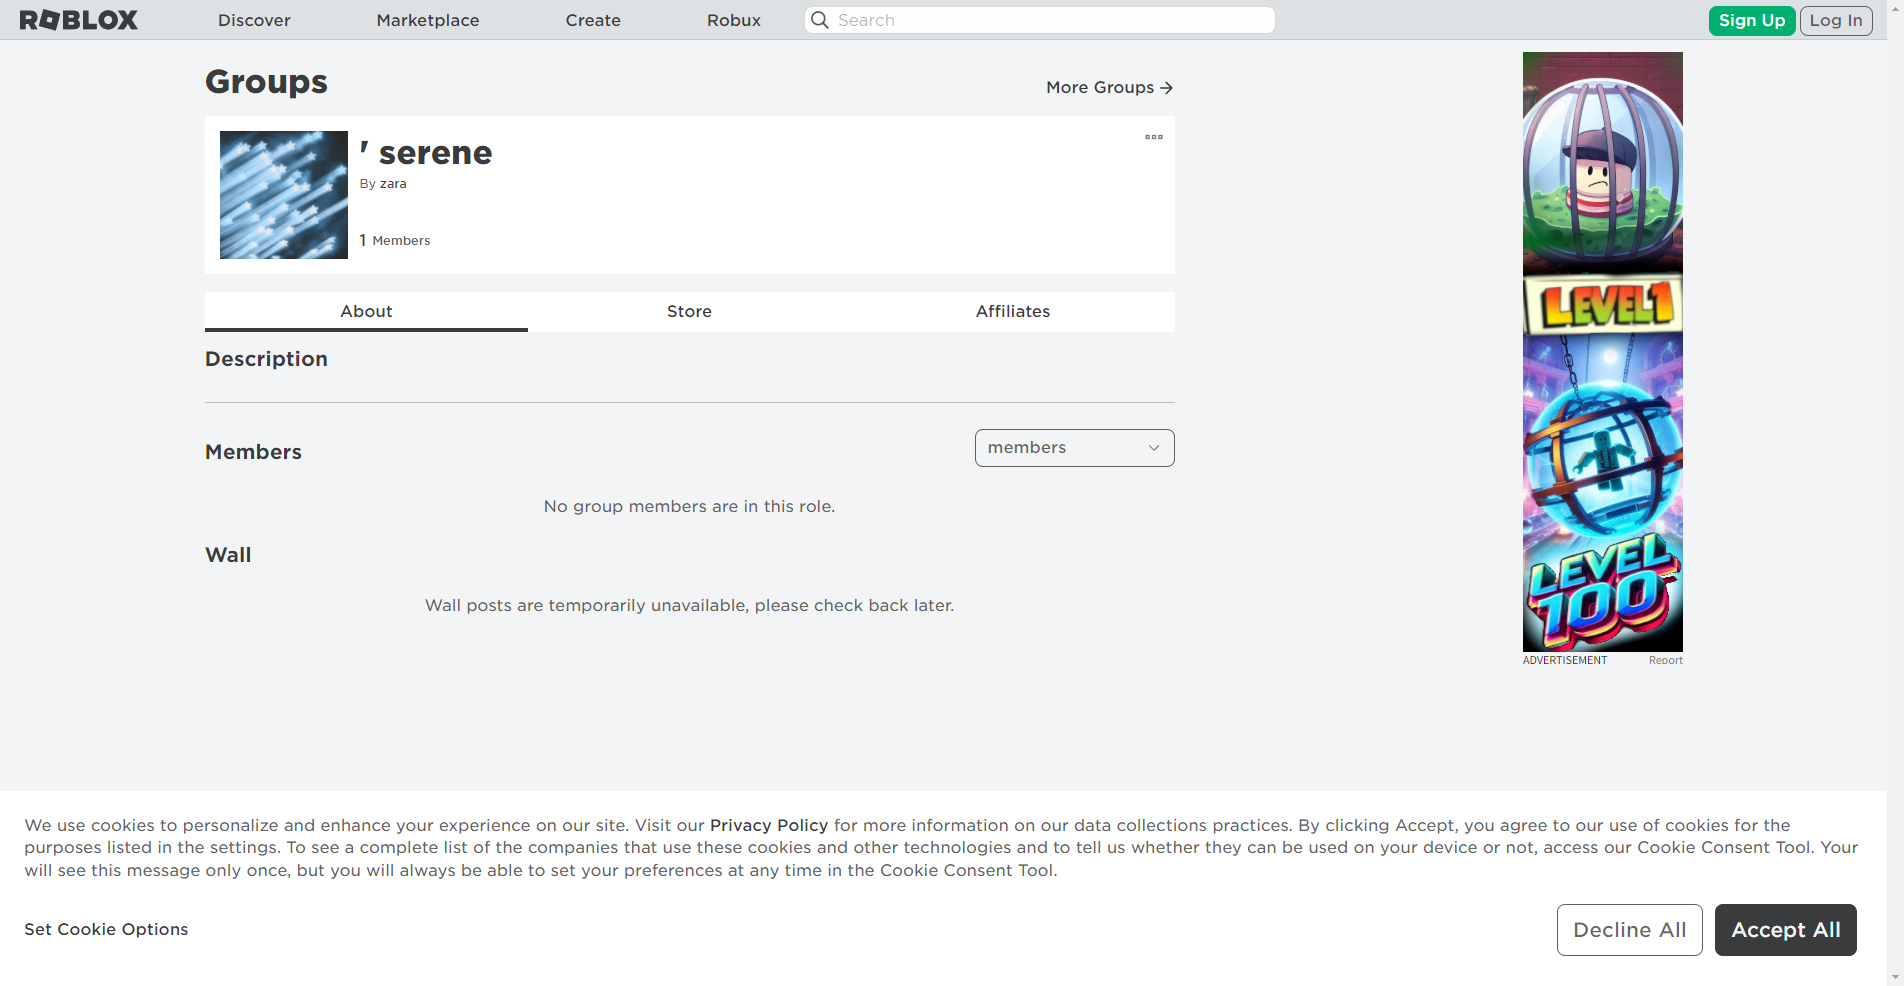 ROBLOX
Discover
Marketplace
Create
Robux
Search
Sign Up
Log In
Groups
More Groups
' serene
By zara
1 Members
About
Store
Affiliates
Description
Members
members
No group members are in this role.
Wall
Wall posts are temporarily unavailable, please check back later.
LEVEL 1
LEVEL
100
ADVERTISEMENT
Report
We use cookies to personalize and enhance your experience on our site. Visit our Privacy Policy for more information on our data collections practices. By clicking Accept, you agree to our use of cookies for the
purposes listed in the settings. To see a complete list of the companies that use these cookies and other technologies and to tell us whether they can be used on your device or not, access our Cookie Consent Tool. Your
will see this message only once, but you will always be able to set your preferences at any time in the Cookie Consent Tool.
Set Cookie Options
Decline All
Accept All